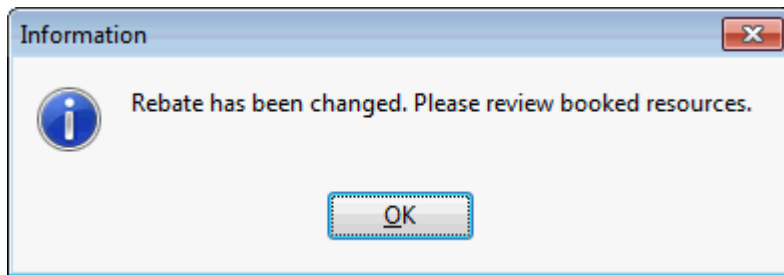 Information
Rebate has been changed. Please review booked resources.
OK